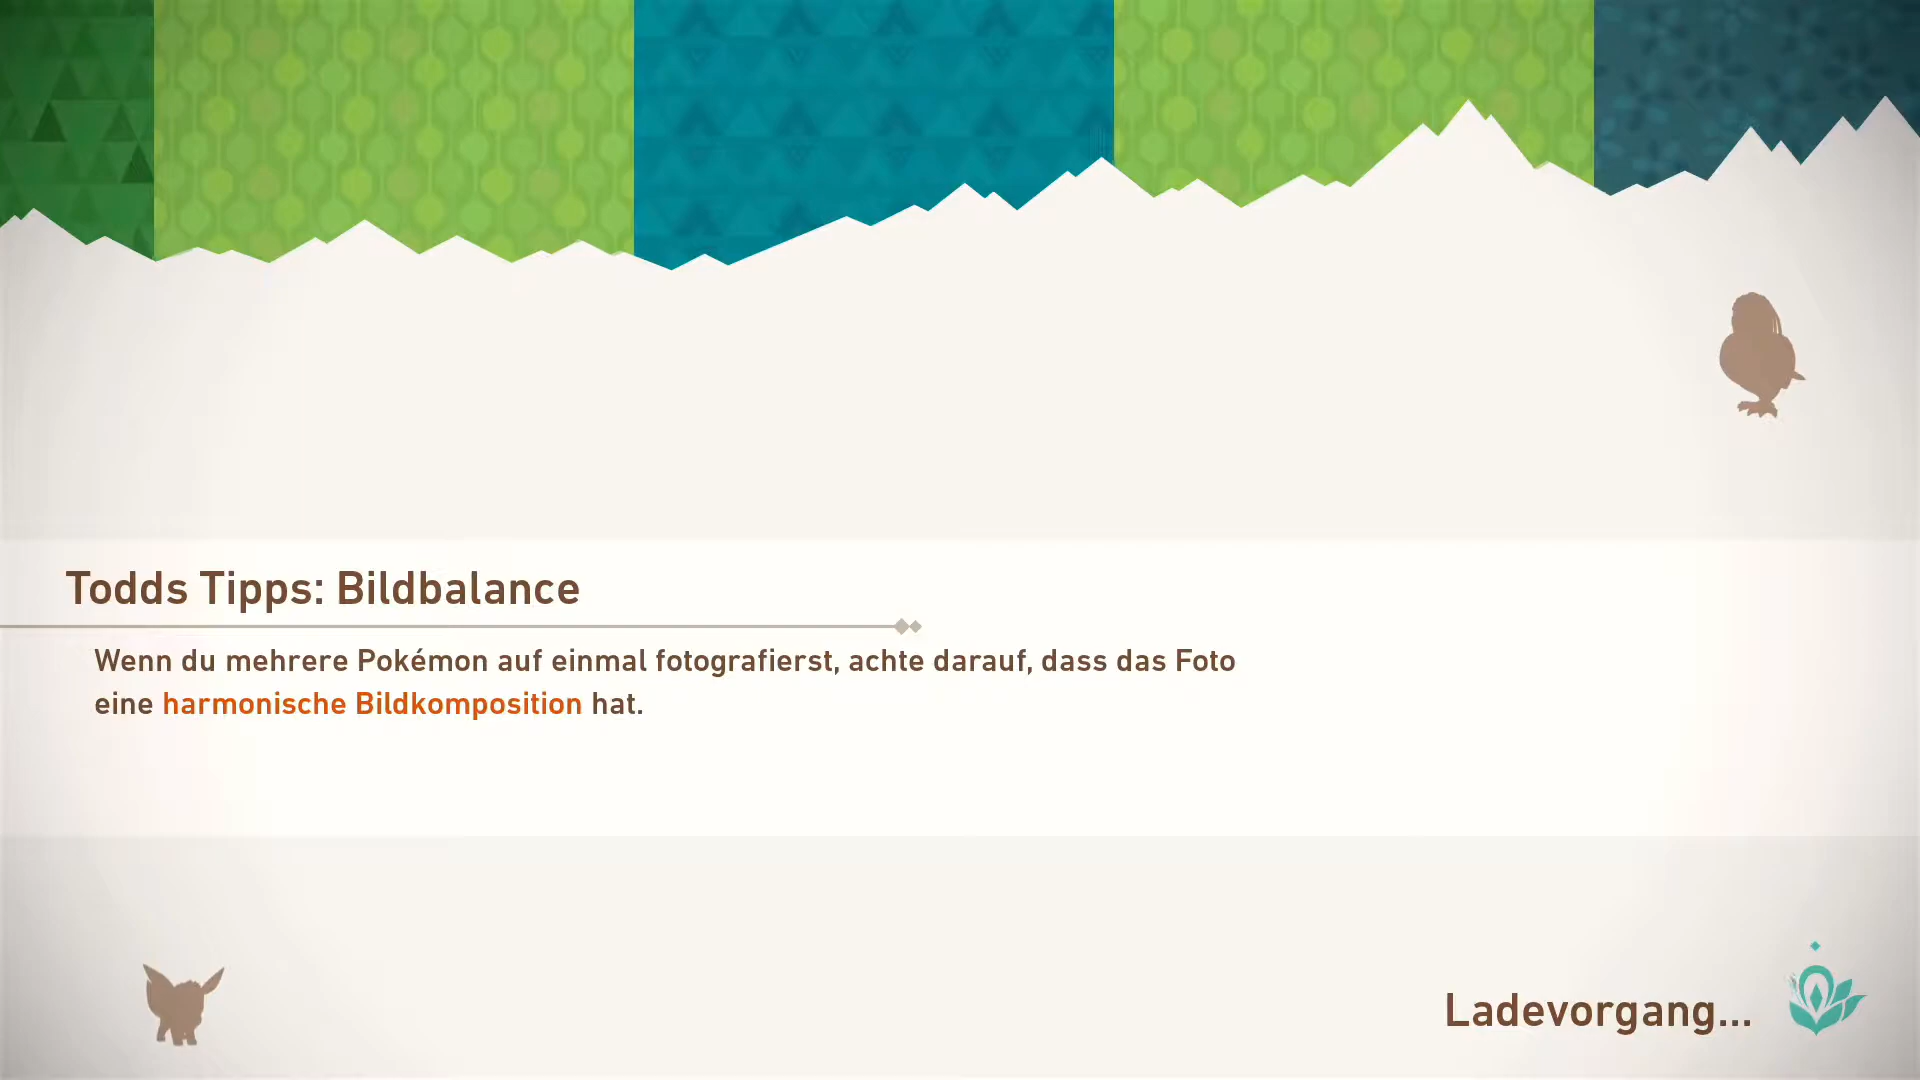 Todds Tipps: Bildbalance
Wenn du mehrere Pokémon auf einmal fotografierst, achte darauf, dass das Foto
eine harmonische Bildkomposition hat.
Ladevorgang...